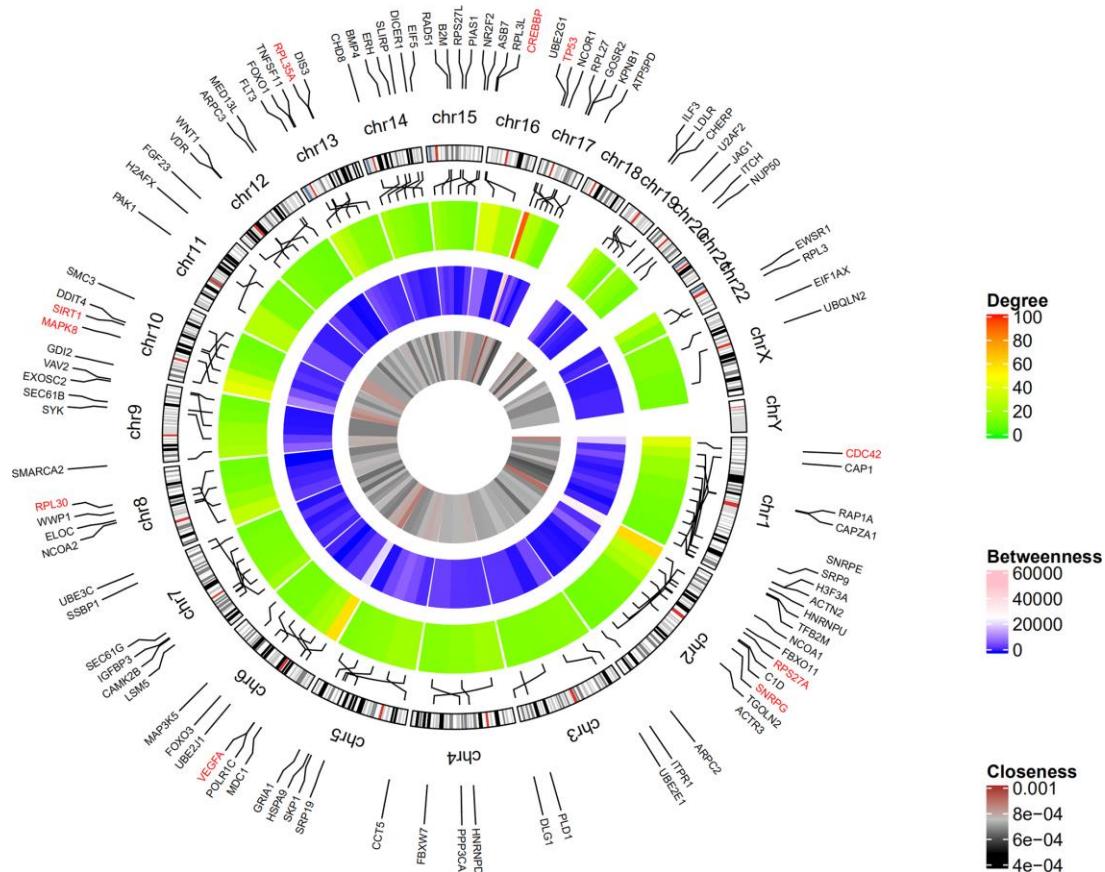 CHD8
BMP4
ERH
SLIRP
DICER1
EIF5
RAD51
B2M
RPS27L
PIAS1
NR2F2
ASB7
RPL3L
CREBBP
UBE2G1
TP53
NCOR1
RPL27
GOSR2
KPNB1
ATP5PD
ILF3
LDLR
CHERP
U2AF2
JAG1
ITCH
NUP50
EWSR1
RPL3
EIF1AX
UBQLN2
CDC42
CAP1
RAP1A
CAPZA1
SNRPE
SRP9
H3F3A
ACTN2
HNRNPU
TFB2M
NCOA1
FBXO11
RPS27A
C1D
SNRPG
TGOLN2
ACTR3
ARPC2
ITPR1
UBE2E1
PLD1
DLG1
HNRNPD
PPP3CA
FBXW7
CCT5
SRP19
SKP1
HSPA9
GRIA1
MDC1
POLR1C
VEGFA
UBE2J1
FOXO3
MAP3K5
LSM5
CAMK2B
IGFBP3
SEC61G
SSBP1
UBE3C
NCOA2
ELOC
WWP1
RPL30
SMARCA2
SYK
SEC61B
EXOSC2
VAV2
GDI2
MAPK8
SIRT1
DDIT4
SMC3
PAK1
H2AFX
FGF23
VDR
WNT1
ARPC3
MED13L
FLT3
FOXO1
TNFSF11
RPL35A
DIS3
chr1
chr2
chr3
chr4
chr5
chr6
chr7
chr8
chr9
chr10
chr11
chr12
chr13
chr14
chr15
chr16
chr17
chr18
chr19
chr20
chr21
chr22
chrX
chrY
Degree
100
80
60
40
20
0
Betweenness
60000
40000
20000
0
Closeness
0.001
8e−04
6e−04
4e−04